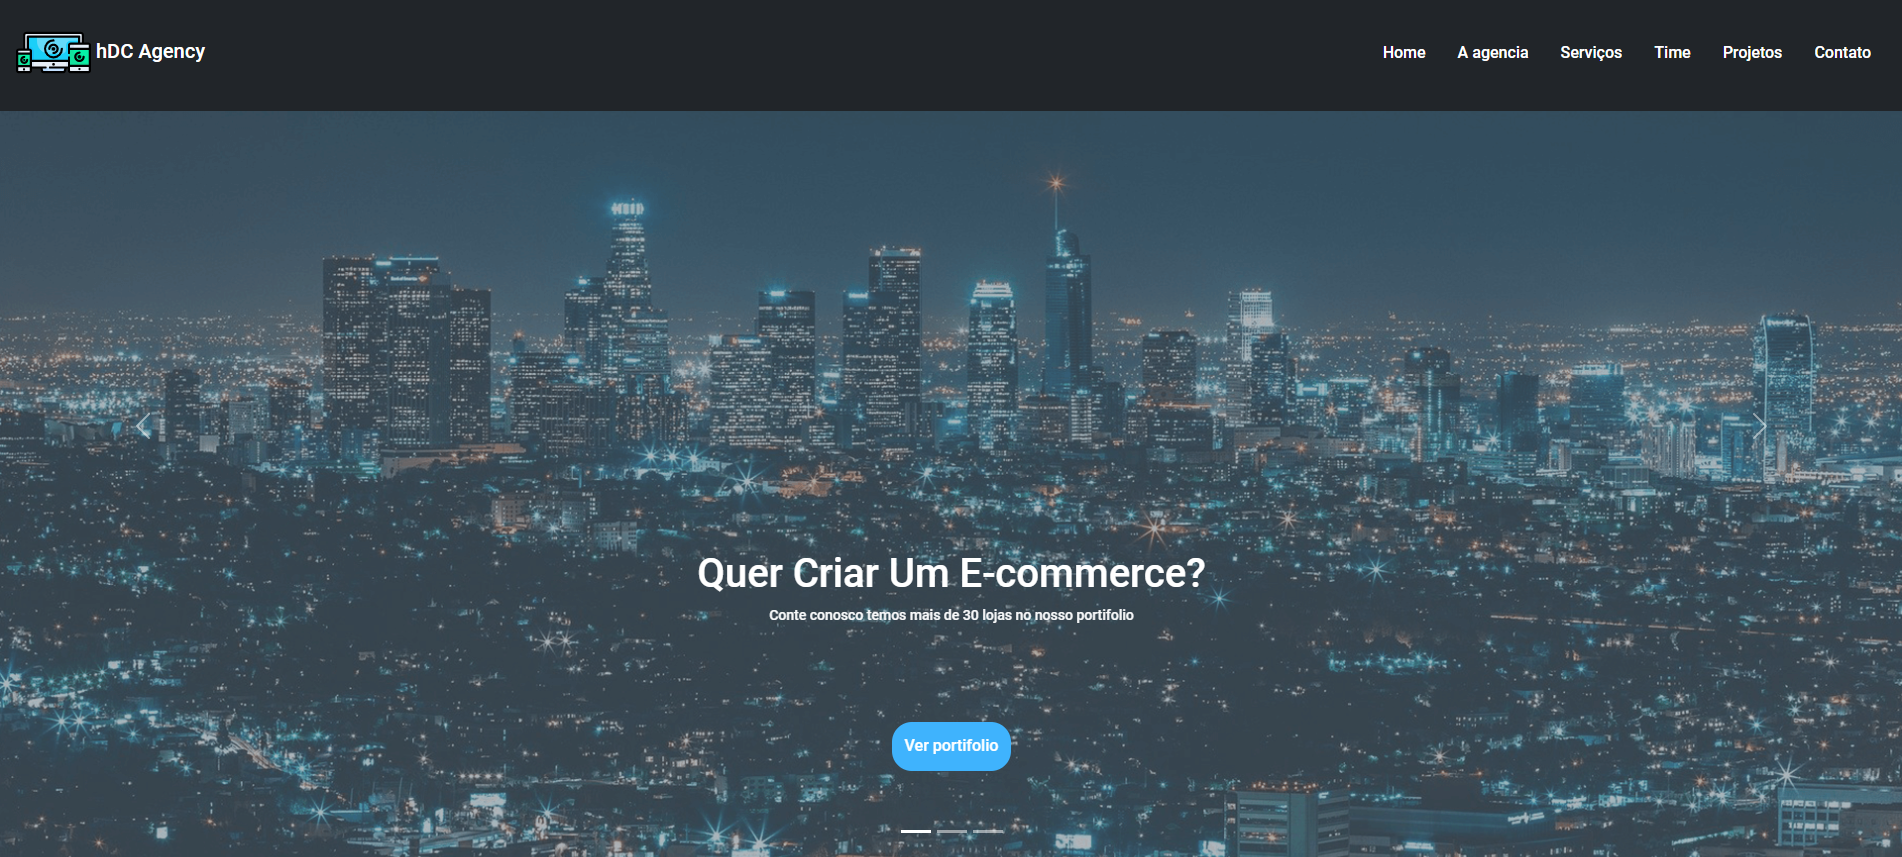 hDC Agency
Home A agencia Serviços Time Projetos Contato
Quer Criar Um E-commerce?
Conte conosco temos mais de 30 lojas no nosso portifolio
Ver portifolio